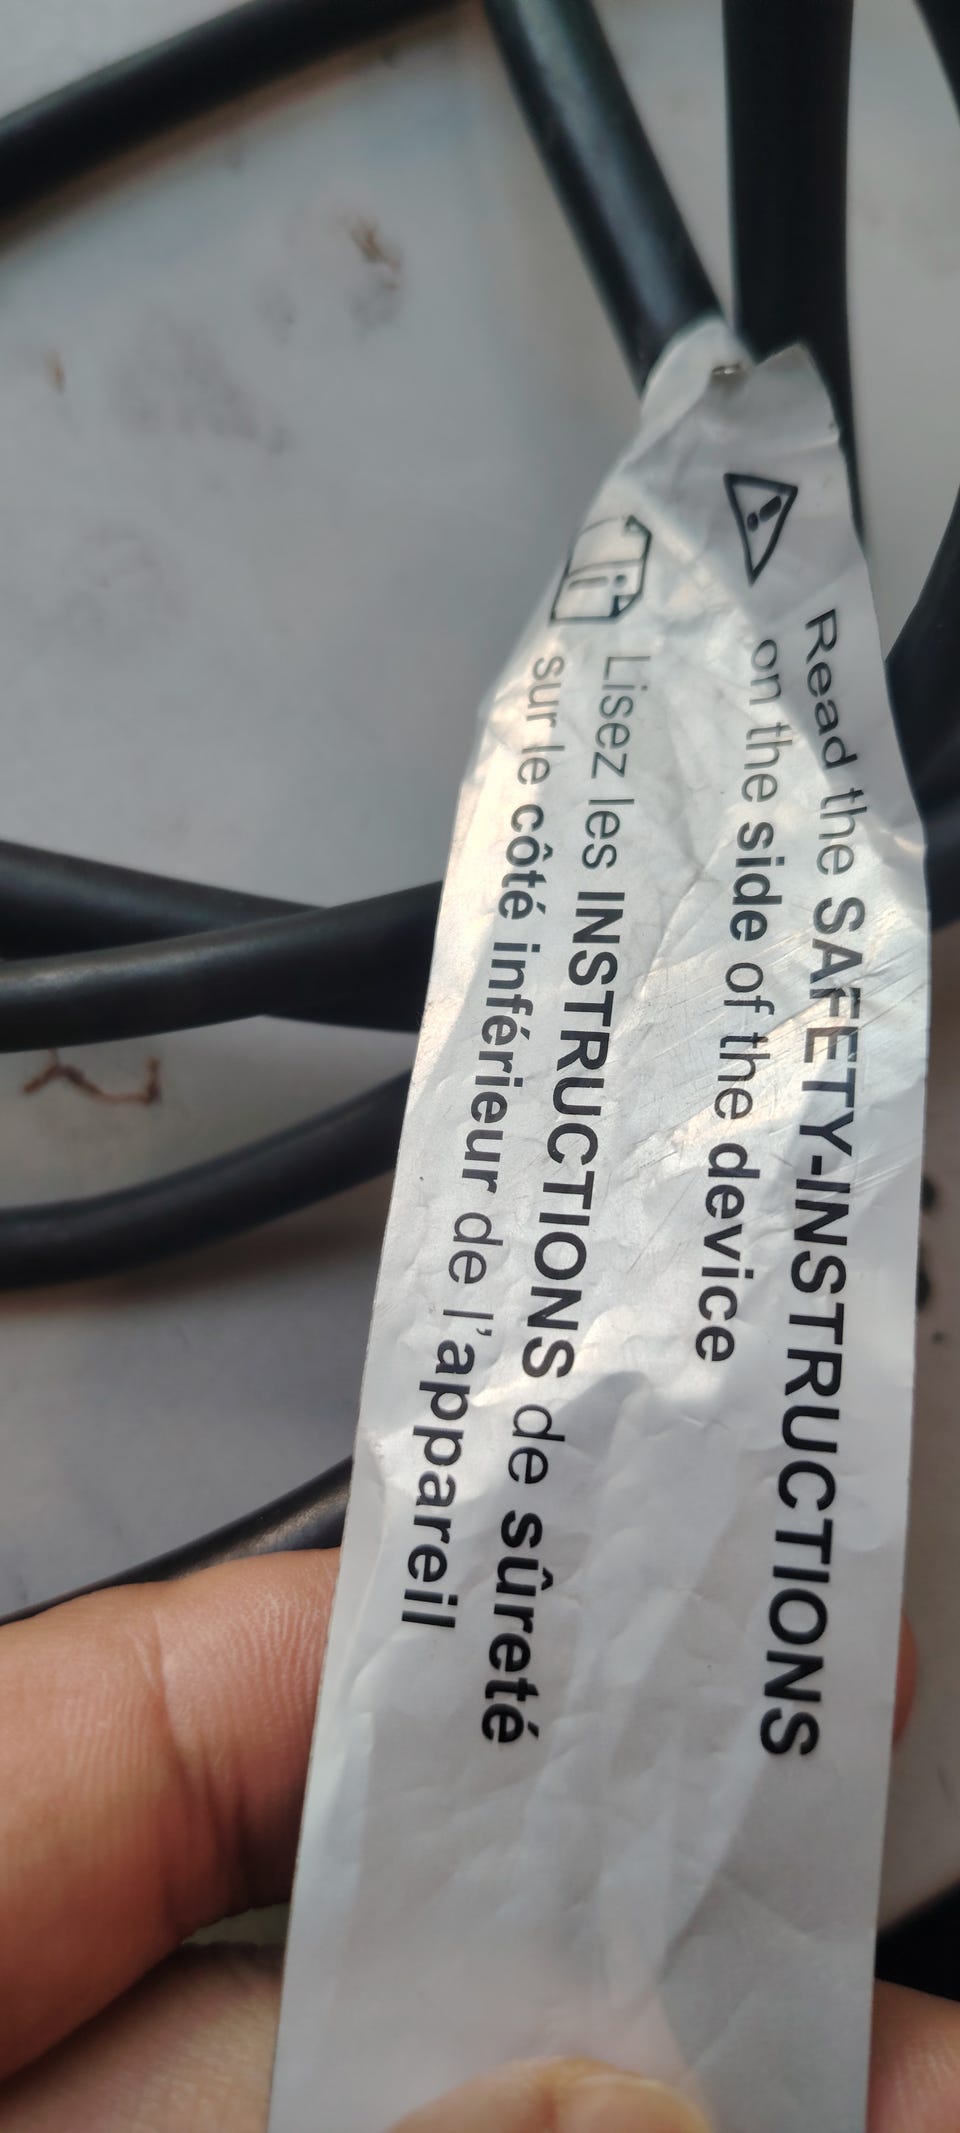 Read the SAFETY-INSTRUCTIONS
on the side of the device
Lisez les INSTRUCTIONS de sûreté
sur le côté inférieur de l'appareil